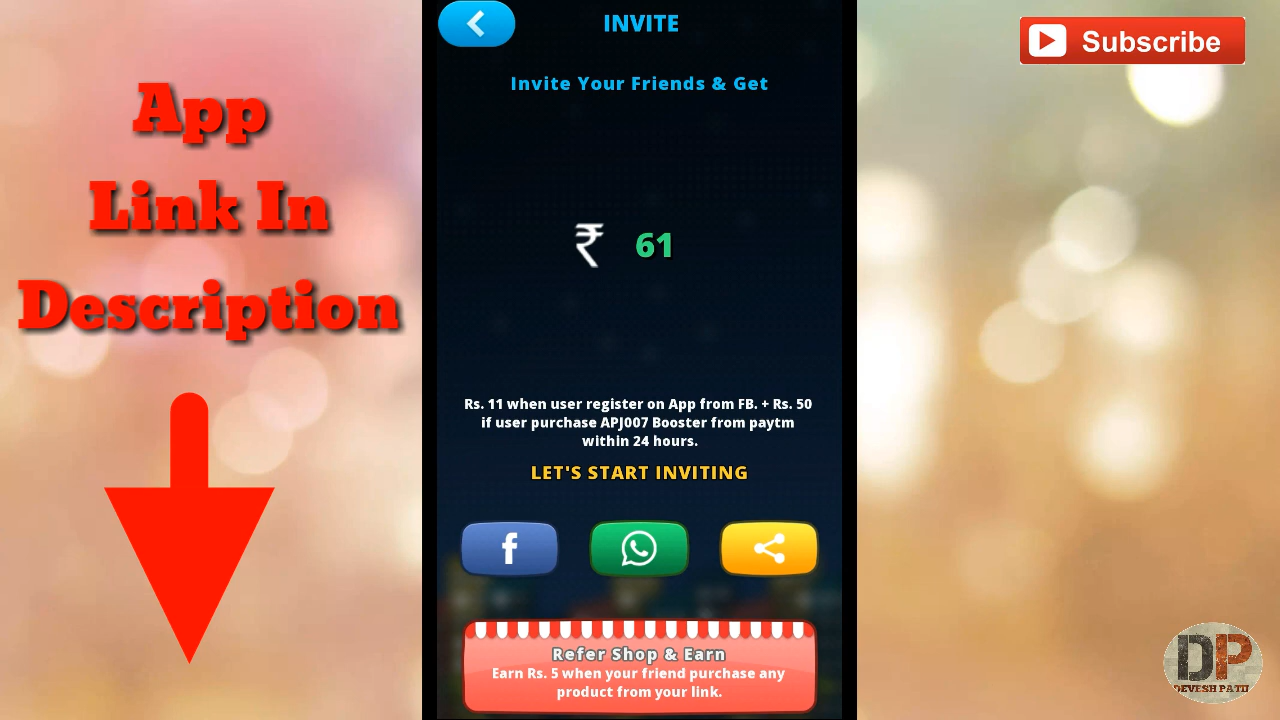 App
Link In
Description
INVITE
Invite Your Friends & Get
₹ 61
Rs. 11 when user register on App from FB. + Rs. 50
if user purchase APJ007 Booster from paytm
within 24 hours.
LET'S START INVITING
f
Refer Shop & Earn
Earn Rs. 5 when your friend purchase any
product from your link.
Subscribe
DP
DEVESH PATIL